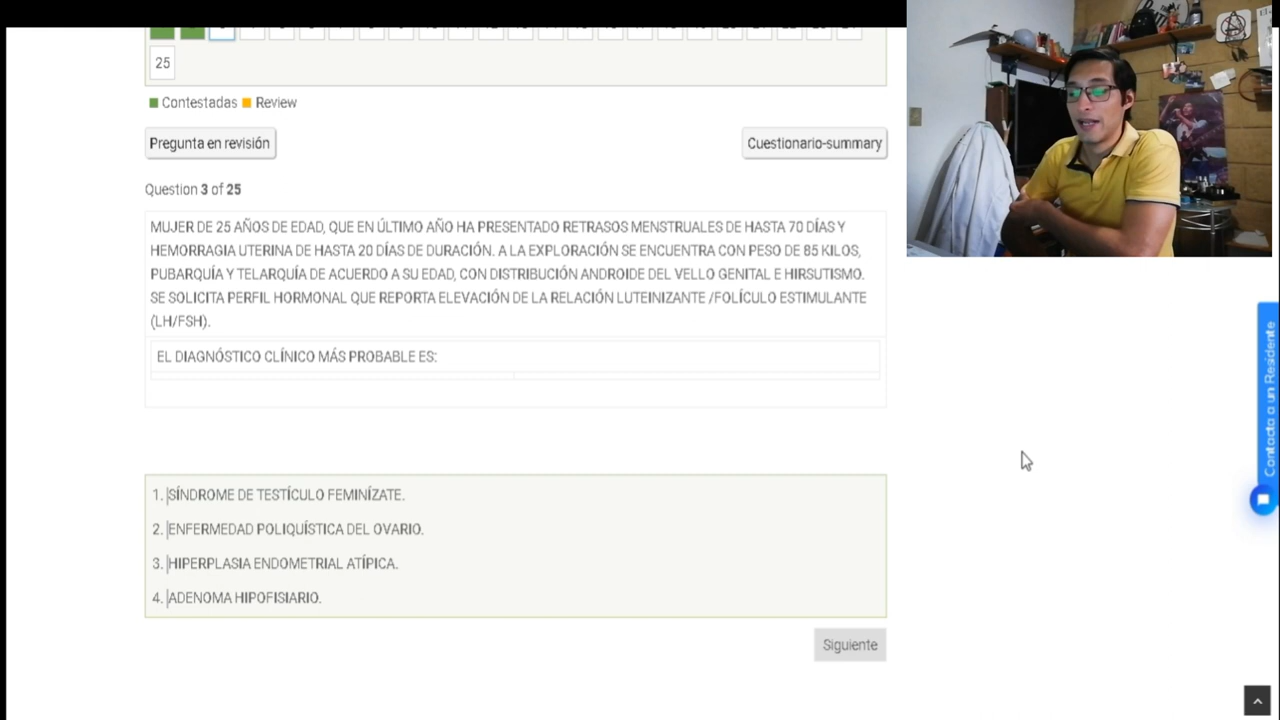 25
Contestadas Review
Pregunta en revisión
Cuestionario-summary
Question 3 of 25
MUJER DE 25 AÑOS DE EDAD, QUE EN ÚLTIMO AÑO HA PRESENTADO RETRASOS MENSTRUALES DE HASTA 70 DÍAS Y
HEMORRAGIA UTERINA DE HASTA 20 DÍAS DE DURACIÓN. A LA EXPLORACIÓN SE ENCUENTRA CON PESO DE 85 KILOS,
PUBARQUÍA Y TELARQUÍA DE ACUERDO A SU EDAD, CON DISTRIBUCIÓN ANDROIDE DEL VELLO GENITAL E HIRSUTISMO.
SE SOLICITA PERFIL HORMONAL QUE REPORTA ELEVACIÓN DE LA RELACIÓN LUTEINIZANTE /FOLÍCULO ESTIMULANTE
(LH/FSH).
EL DIAGNÓSTICO CLÍNICO MÁS PROBABLE ES:
1. SÍNDROME DE TESTÍCULO FEMINÍZATE.
2. ENFERMEDAD POLIQUÍSTICA DEL OVARIO.
3. HIPERPLASIA ENDOMETRIAL ATÍPICA.
4. ADENOMA HIPOFISIARIO.
Siguiente
Contacta a un Residente